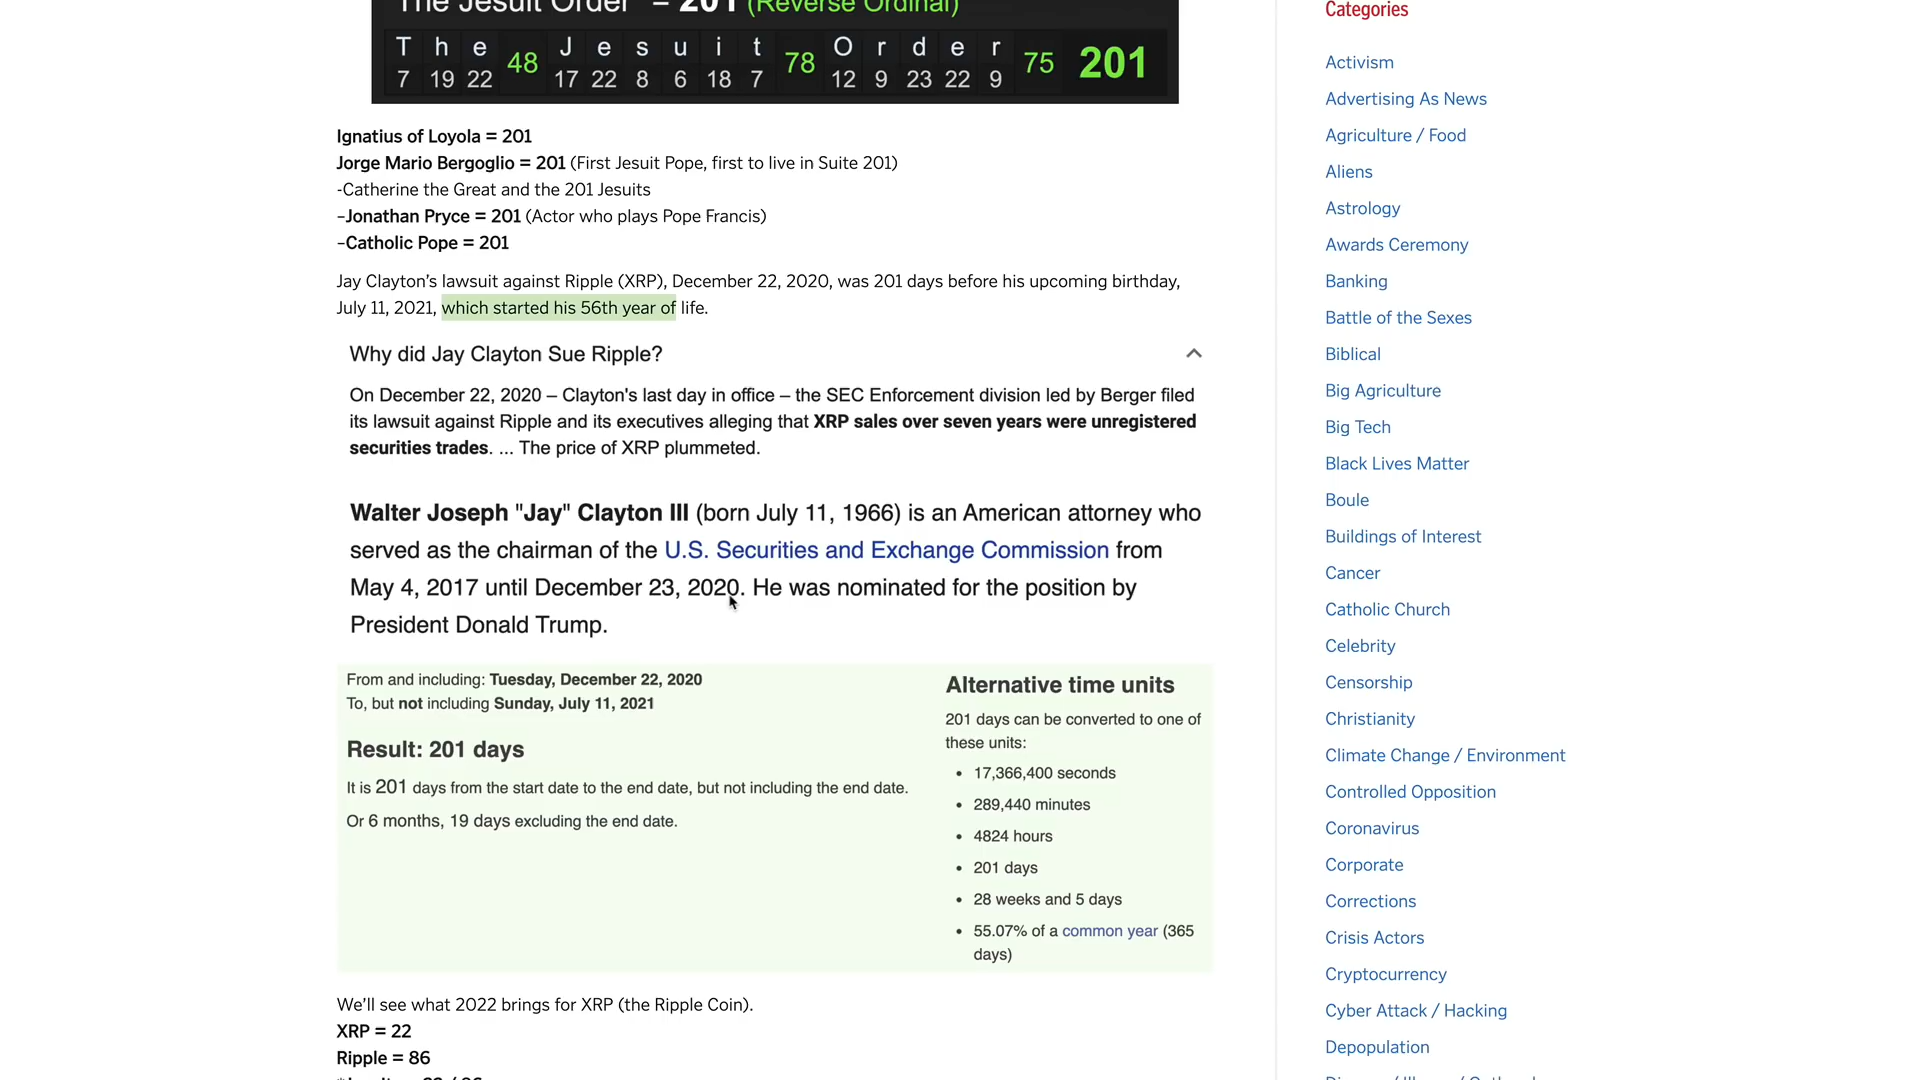 The Jesuit Order = 201 (Reverse Ordinal)
T h e 48 J e s u i t 78 O r d e r 75 201
7 19 22 17 22 8 6 18 7 12 9 23 22 9
Ignatius of Loyola = 201
Jorge Mario Bergoglio = 201 (First Jesuit Pope, first to live in Suite 201)
-Catherine the Great and the 201 Jesuits
–Jonathan Pryce = 201 (Actor who plays Pope Francis)
–Catholic Pope = 201
Jay Clayton’s lawsuit against Ripple (XRP), December 22, 2020, was 201 days before his upcoming birthday,
July 11, 2021, which started his 56th year of life.
Why did Jay Clayton Sue Ripple?
On December 22, 2020 – Clayton's last day in office – the SEC Enforcement division led by Berger filed
its lawsuit against Ripple and its executives alleging that XRP sales over seven years were unregistered
securities trades. ... The price of XRP plummeted.
Walter Joseph "Jay" Clayton III (born July 11, 1966) is an American attorney who
served as the chairman of the U.S. Securities and Exchange Commission from
May 4, 2017 until December 23, 2020. He was nominated for the position by
President Donald Trump.
From and including: Tuesday, December 22, 2020
To, but not including Sunday, July 11, 2021
Result: 201 days
It is 201 days from the start date to the end date, but not including the end date.
Or 6 months, 19 days excluding the end date.
Alternative time units
201 days can be converted to one of
these units:
• 17,366,400 seconds
• 289,440 minutes
• 4824 hours
• 201 days
• 28 weeks and 5 days
• 55.07% of a common year (365
days)
We’ll see what 2022 brings for XRP (the Ripple Coin).
XRP = 22
Ripple = 86
Categories
Activism
Advertising As News
Agriculture / Food
Aliens
Astrology
Awards Ceremony
Banking
Battle of the Sexes
Biblical
Big Agriculture
Big Tech
Black Lives Matter
Boule
Buildings of Interest
Cancer
Catholic Church
Celebrity
Censorship
Christianity
Climate Change / Environment
Controlled Opposition
Coronavirus
Corporate
Corrections
Crisis Actors
Cryptocurrency
Cyber Attack / Hacking
Depopulation